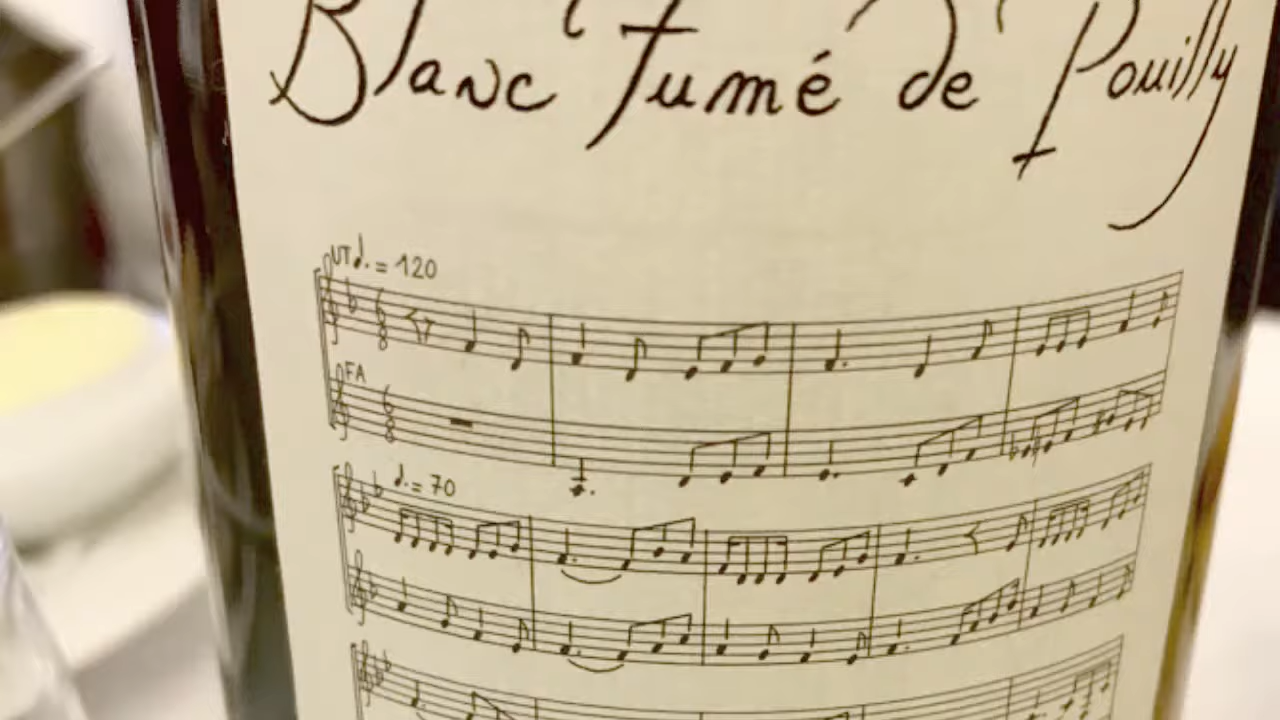 Blanc Fumé de Pouilly
UT ♩. = 120
FA
♩. = 70